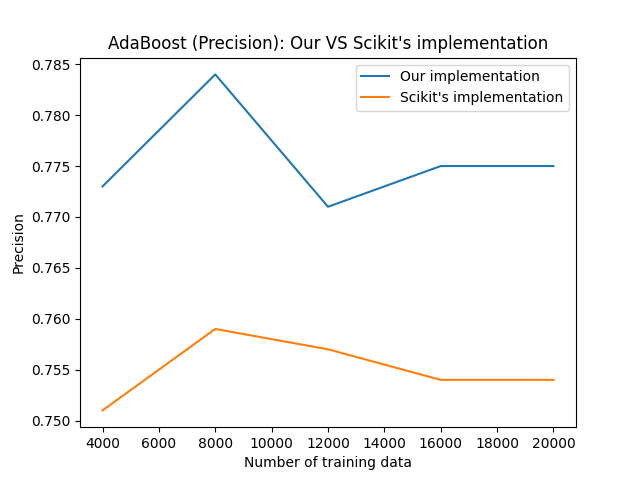 AdaBoost (Precision): Our VS Scikit's implementation
Our implementation
Scikit's implementation
Precision
0.785
0.780
0.775
0.770
0.765
0.760
0.755
0.750
4000 6000 8000 10000 12000 14000 16000 18000 20000
Number of training data